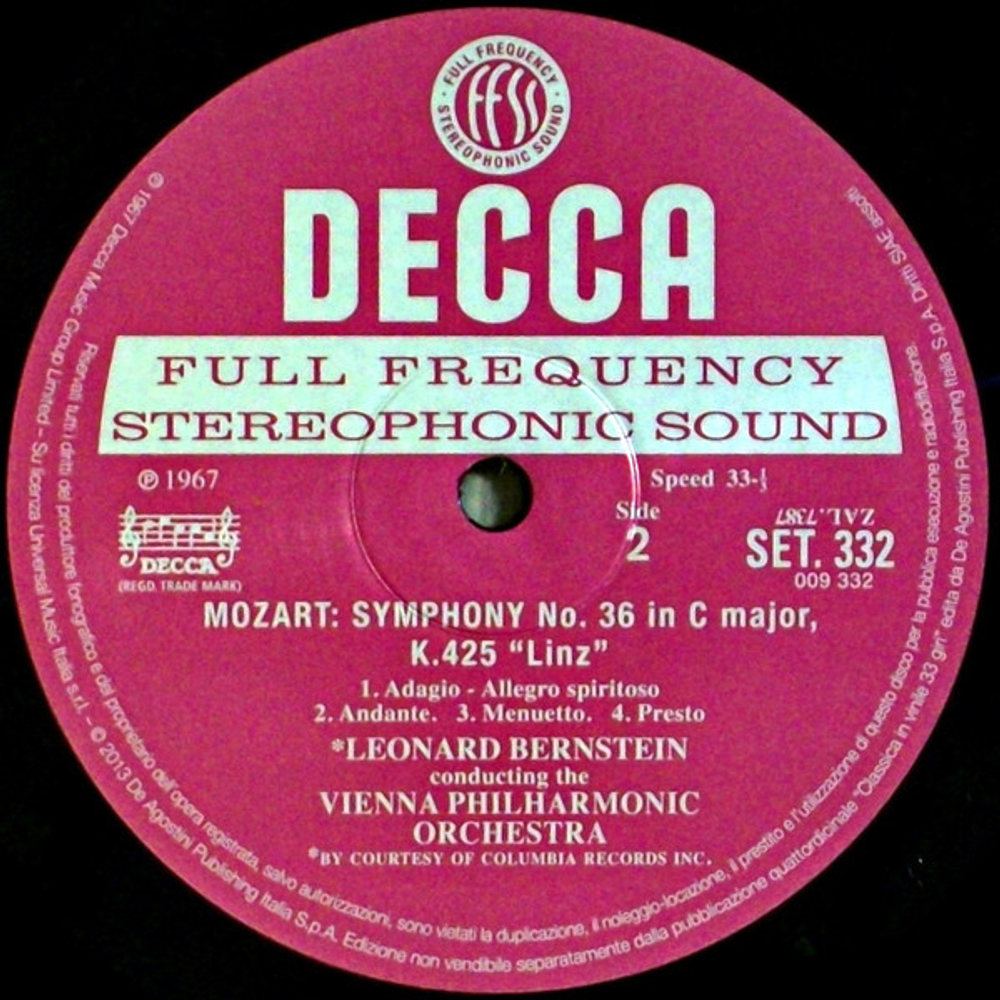 FULL FREQUENCY
FFSS
STEREOPHONIC SOUND
DECCA
FULL FREQUENCY
STEREOPHONIC SOUND
℗ 1967
Speed 33-⅓
Side
2
ZAL.7387
SET. 332
009 332
DECCA
(REGD. TRADE MARK)
MOZART: SYMPHONY No. 36 in C major,
K.425 “Linz”
1. Adagio - Allegro spiritoso
2. Andante. 3. Menuetto. 4. Presto
*LEONARD BERNSTEIN
conducting the
VIENNA PHILHARMONIC
ORCHESTRA
*BY COURTESY OF COLUMBIA RECORDS INC.
℗ 1967 Decca Music Group Limited - Su licenza Universal Music Italia s.r.l. - © 2013 De Agostini Publishing Italia S.p.A. Edizione non vendibile separatamente dalla pubblicazione quattordicinale "Classica in vinile 33 giri" edita da De Agostini Publishing Italia S.p.A. Diritti SIAE assolti
Riservati tutti i diritti del produttore fonografico e del proprietario dell'opera registrata, salvo autorizzazioni, sono vietati la duplicazione, il noleggio-locazione, il prestito e l'utilizzazione di questo disco per la pubblica esecuzione e radiodiffusione.